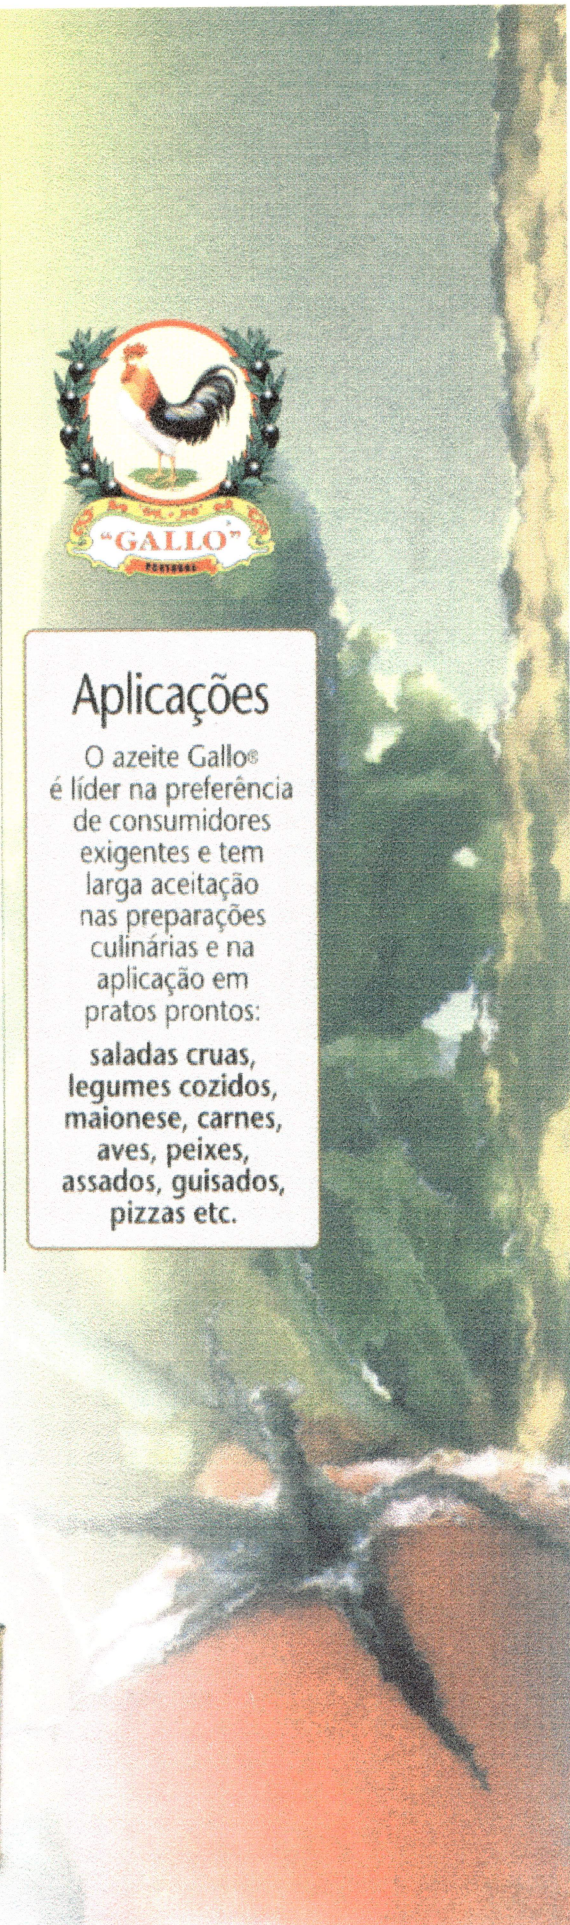 "GALLO"®
PORTUGAL
Aplicações
O azeite Gallo®
é líder na preferência
de consumidores
exigentes e tem
larga aceitação
nas preparações
culinárias e na
aplicação em
pratos prontos:
saladas cruas,
legumes cozidos,
maionese, carnes,
aves, peixes,
assados, guisados,
pizzas etc.